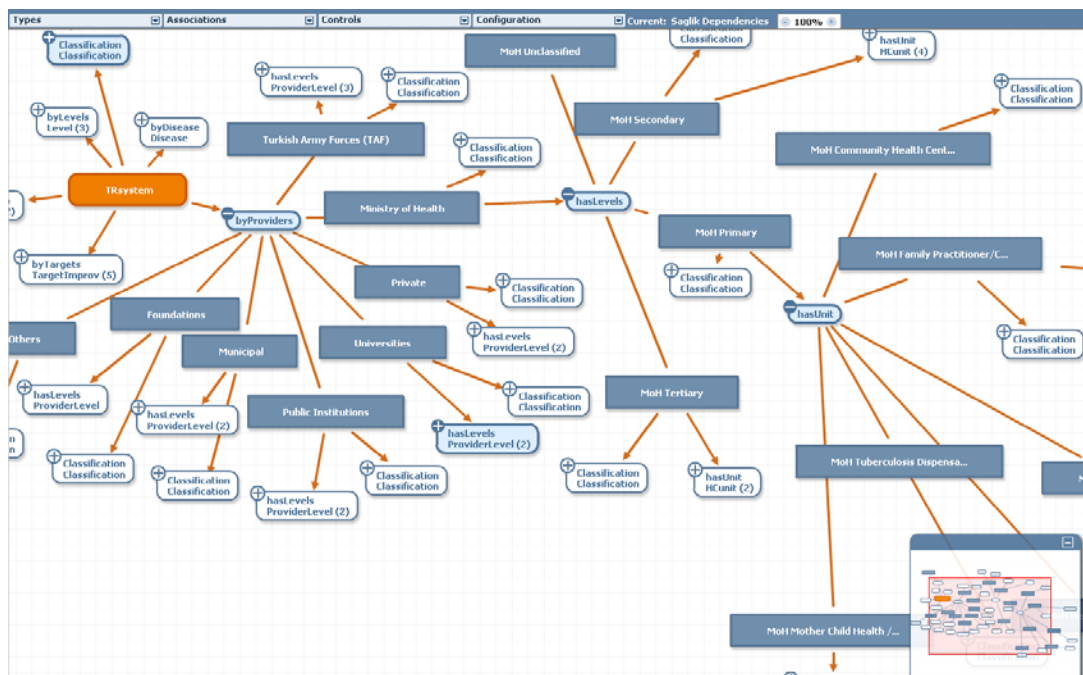 Types
Associations
Controls
Configuration
Current: Saglik Dependencies
100%
Classification
Classification
MoH Unclassified
Classification
Classification
hasUnit
HCunit (4)
hasLevels
ProviderLevel (3)
Classification
Classification
Classification
Classification
byLevels
Level (3)
byDisease
Disease
Turkish Army Forces (TAF)
MoH Secondary
Classification
Classification
MoH Community Health Cent...
TRsystem
byProviders
Ministry of Health
hasLevels
MoH Primary
MoH Family Practitioner/C...
byTargets
TargetImprov (5)
Private
Classification
Classification
Classification
Classification
Foundations
hasUnit
Others
Municipal
Universities
hasLevels
ProviderLevel (2)
Classification
Classification
hasLevels
ProviderLevel
hasLevels
ProviderLevel (2)
Public Institutions
Classification
Classification
MoH Tertiary
hasLevels
ProviderLevel (2)
Classification
Classification
Classification
Classification
Classification
Classification
hasLevels
ProviderLevel (2)
Classification
Classification
hasUnit
HCunit (2)
MoH Tuberculosis Dispensa...
MoH Mother Child Health /...
Classification